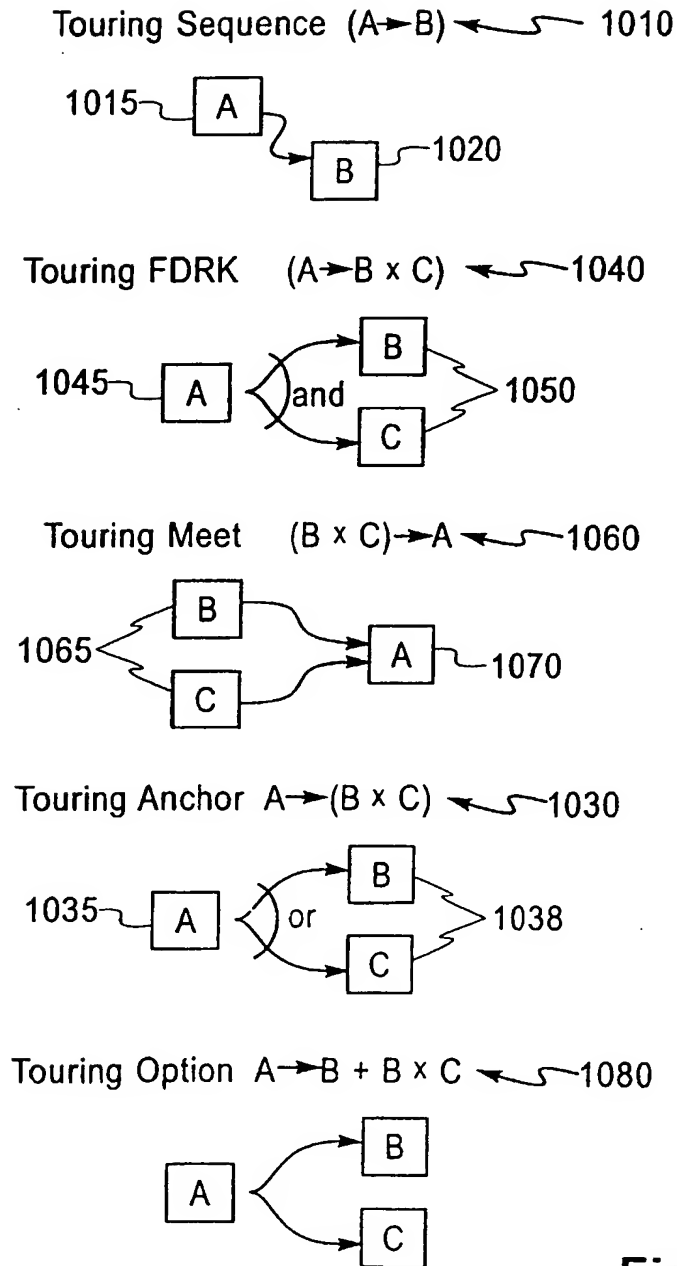 Touring Sequence (A→B) 1010
1015 A
B 1020
Touring FDRK (A→B x C) 1040
B
1045 A and 1050
C
Touring Meet (B x C)→A 1060
B
1065 A 1070
C
Touring Anchor A→(B x C) 1030
B
1035 A or 1038
C
Touring Option A→B + B x C 1080
B
A
C